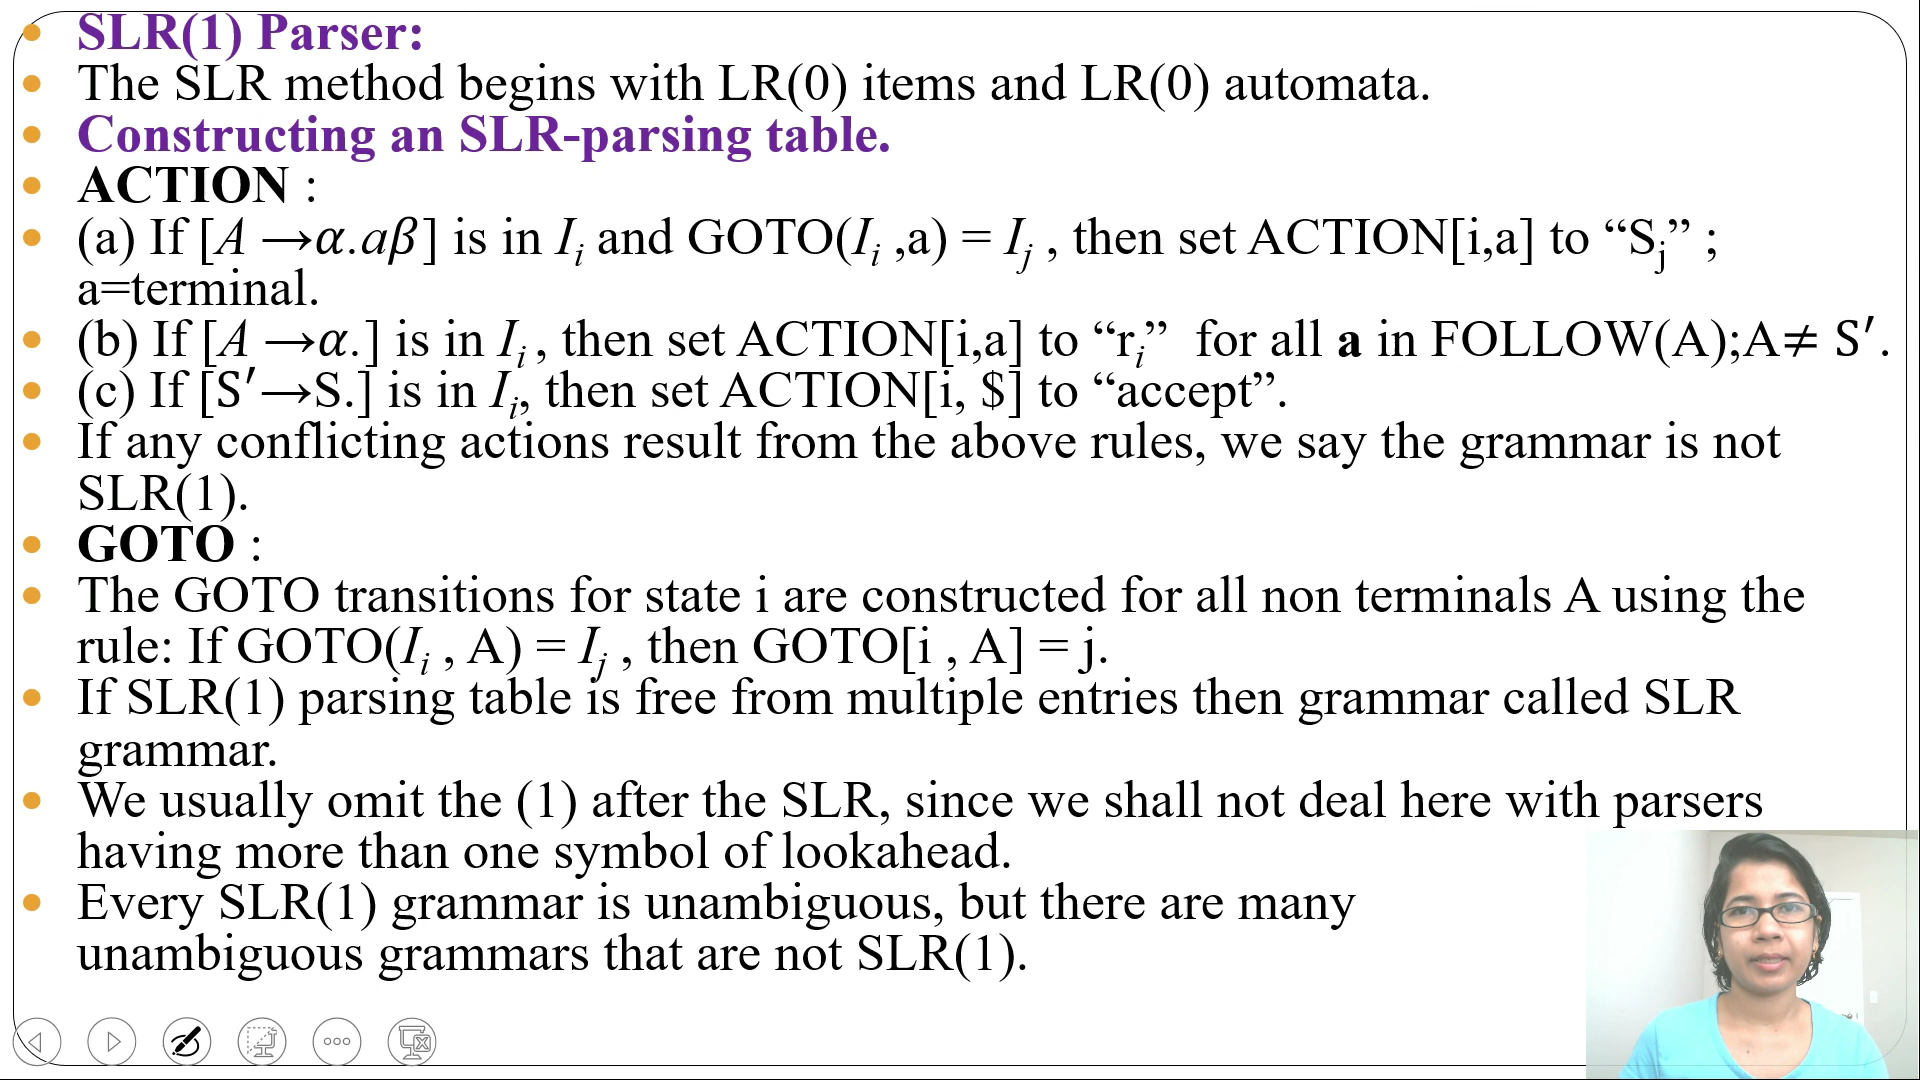 SLR(1) Parser:
The SLR method begins with LR(0) items and LR(0) automata.
Constructing an SLR-parsing table.
ACTION :
(a) If [A →α.aβ] is in Iᵢ and GOTO(Iᵢ ,a) = Iⱼ , then set ACTION[i,a] to “Sⱼ” ;
a=terminal.
(b) If [A →α.] is in Iᵢ , then set ACTION[i,a] to “rᵢ” for all a in FOLLOW(A);A≠ S′.
(c) If [S′→S.] is in Iᵢ, then set ACTION[i, $] to “accept”.
If any conflicting actions result from the above rules, we say the grammar is not
SLR(1).
GOTO :
The GOTO transitions for state i are constructed for all non terminals A using the
rule: If GOTO(Iᵢ , A) = Iⱼ , then GOTO[i , A] = j.
If SLR(1) parsing table is free from multiple entries then grammar called SLR
grammar.
We usually omit the (1) after the SLR, since we shall not deal here with parsers
having more than one symbol of lookahead.
Every SLR(1) grammar is unambiguous, but there are many
unambiguous grammars that are not SLR(1).